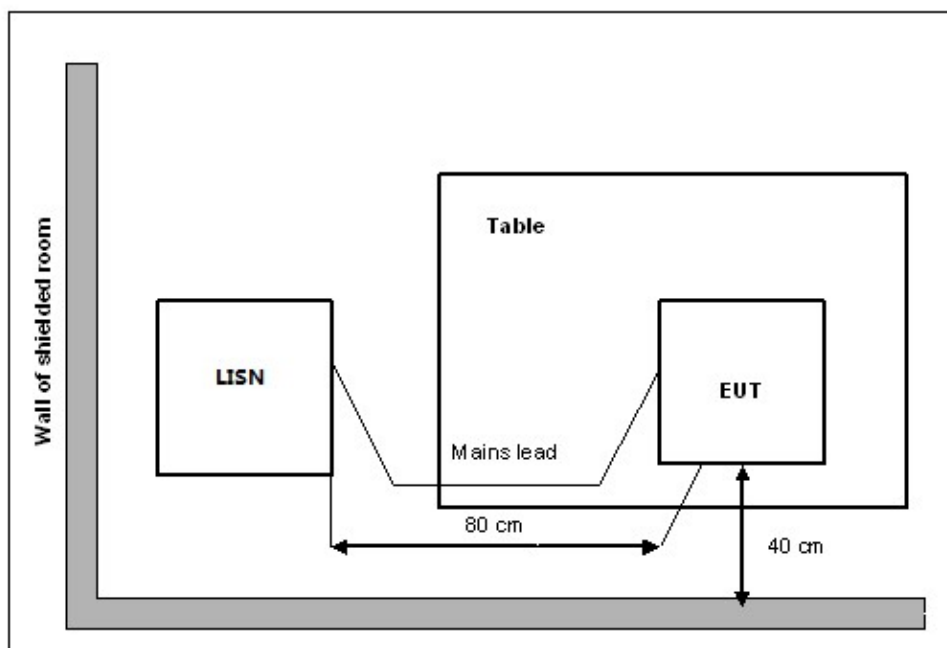 Wall of shielded room
Table
LISN
EUT
Mains lead
80 cm
40 cm